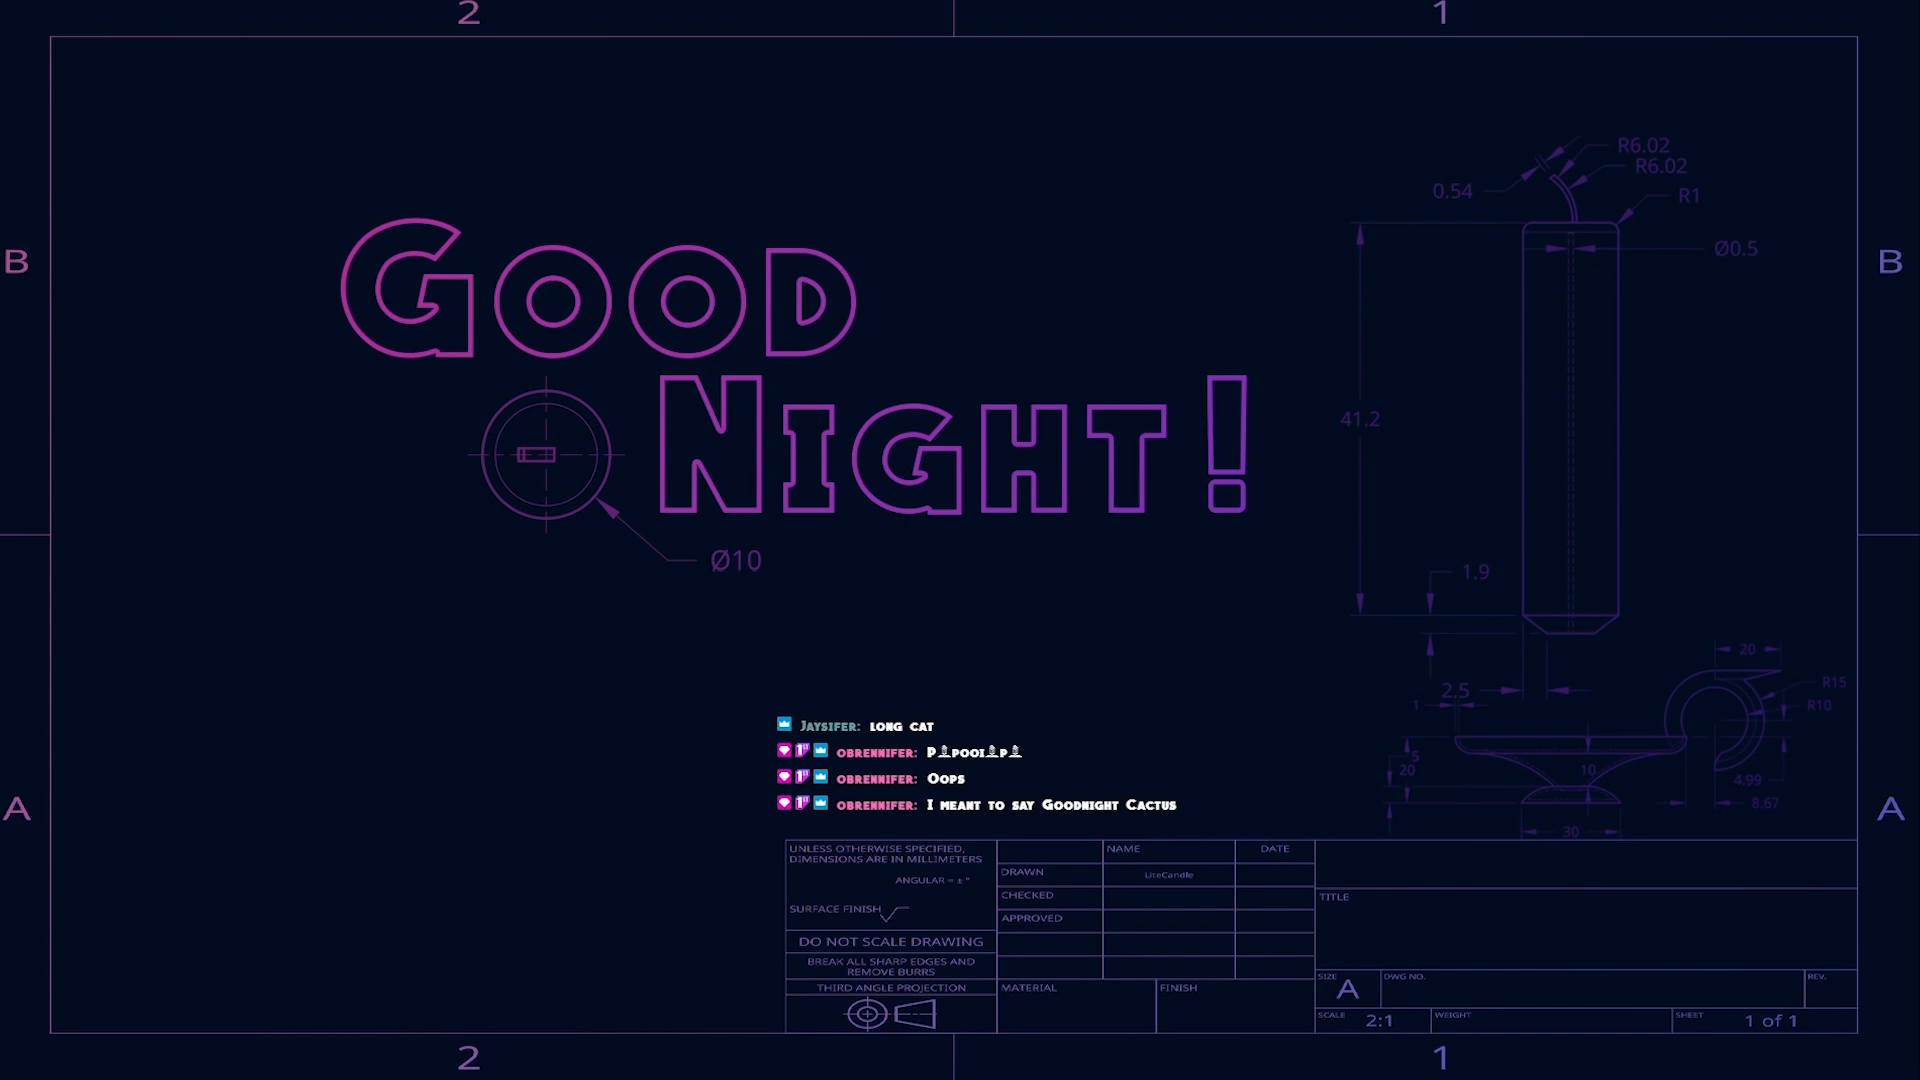 2 1
B B
R6.02
R6.02
0.54
R1
Ø0.5
GOOD
NIGHT!
41.2
Ø10
1.9
20
R15
2.5
R10
1
5
20
10
4.99
8.67
30
JAYSIFER: LONG CAT
OBRENNIFER:
OBRENNIFER: OOPS
OBRENNIFER: I MEANT TO SAY GOODNIGHT CACTUS
A A
UNLESS OTHERWISE SPECIFIED,
DIMENSIONS ARE IN MILLIMETERS
ANGULAR = ± °
SURFACE FINISH
DO NOT SCALE DRAWING
BREAK ALL SHARP EDGES AND
REMOVE BURRS
THIRD ANGLE PROJECTION
NAME DATE
DRAWN LiteCandle
CHECKED
APPROVED
MATERIAL FINISH
TITLE
SIZE A DWG NO. REV.
SCALE 2:1 WEIGHT SHEET 1 of 1
2 1